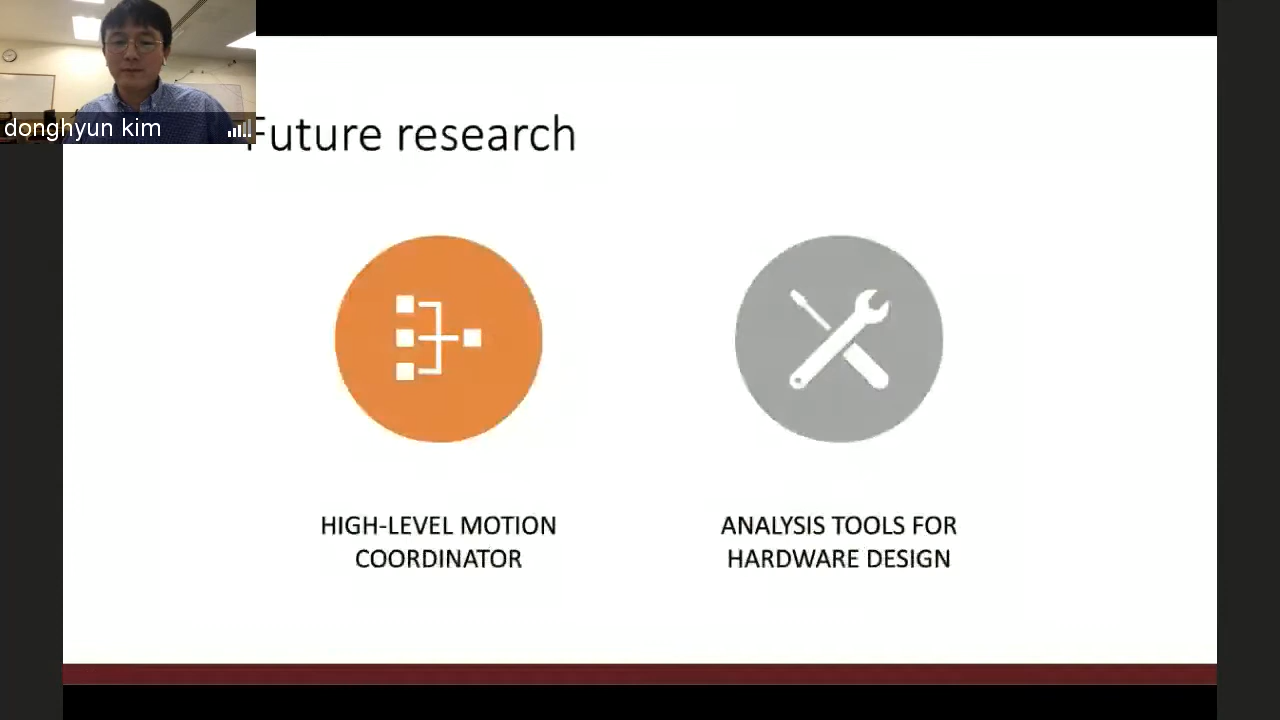 donghyun kim
Future research
HIGH-LEVEL MOTION
COORDINATOR
ANALYSIS TOOLS FOR
HARDWARE DESIGN